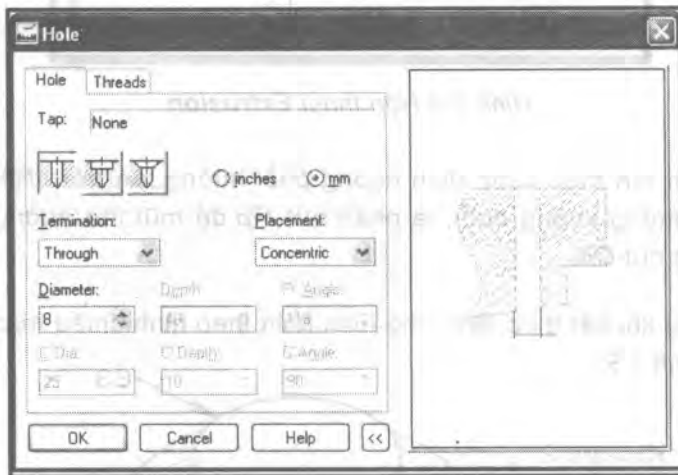 Hole
Hole Threads
Tap: None
inches mm
Termination: Placement:
Through Concentric
Diameter: Depth: Angle:
8
C' Dia: C' Depth: C' Angle:
25 10 90
OK Cancel Help <<